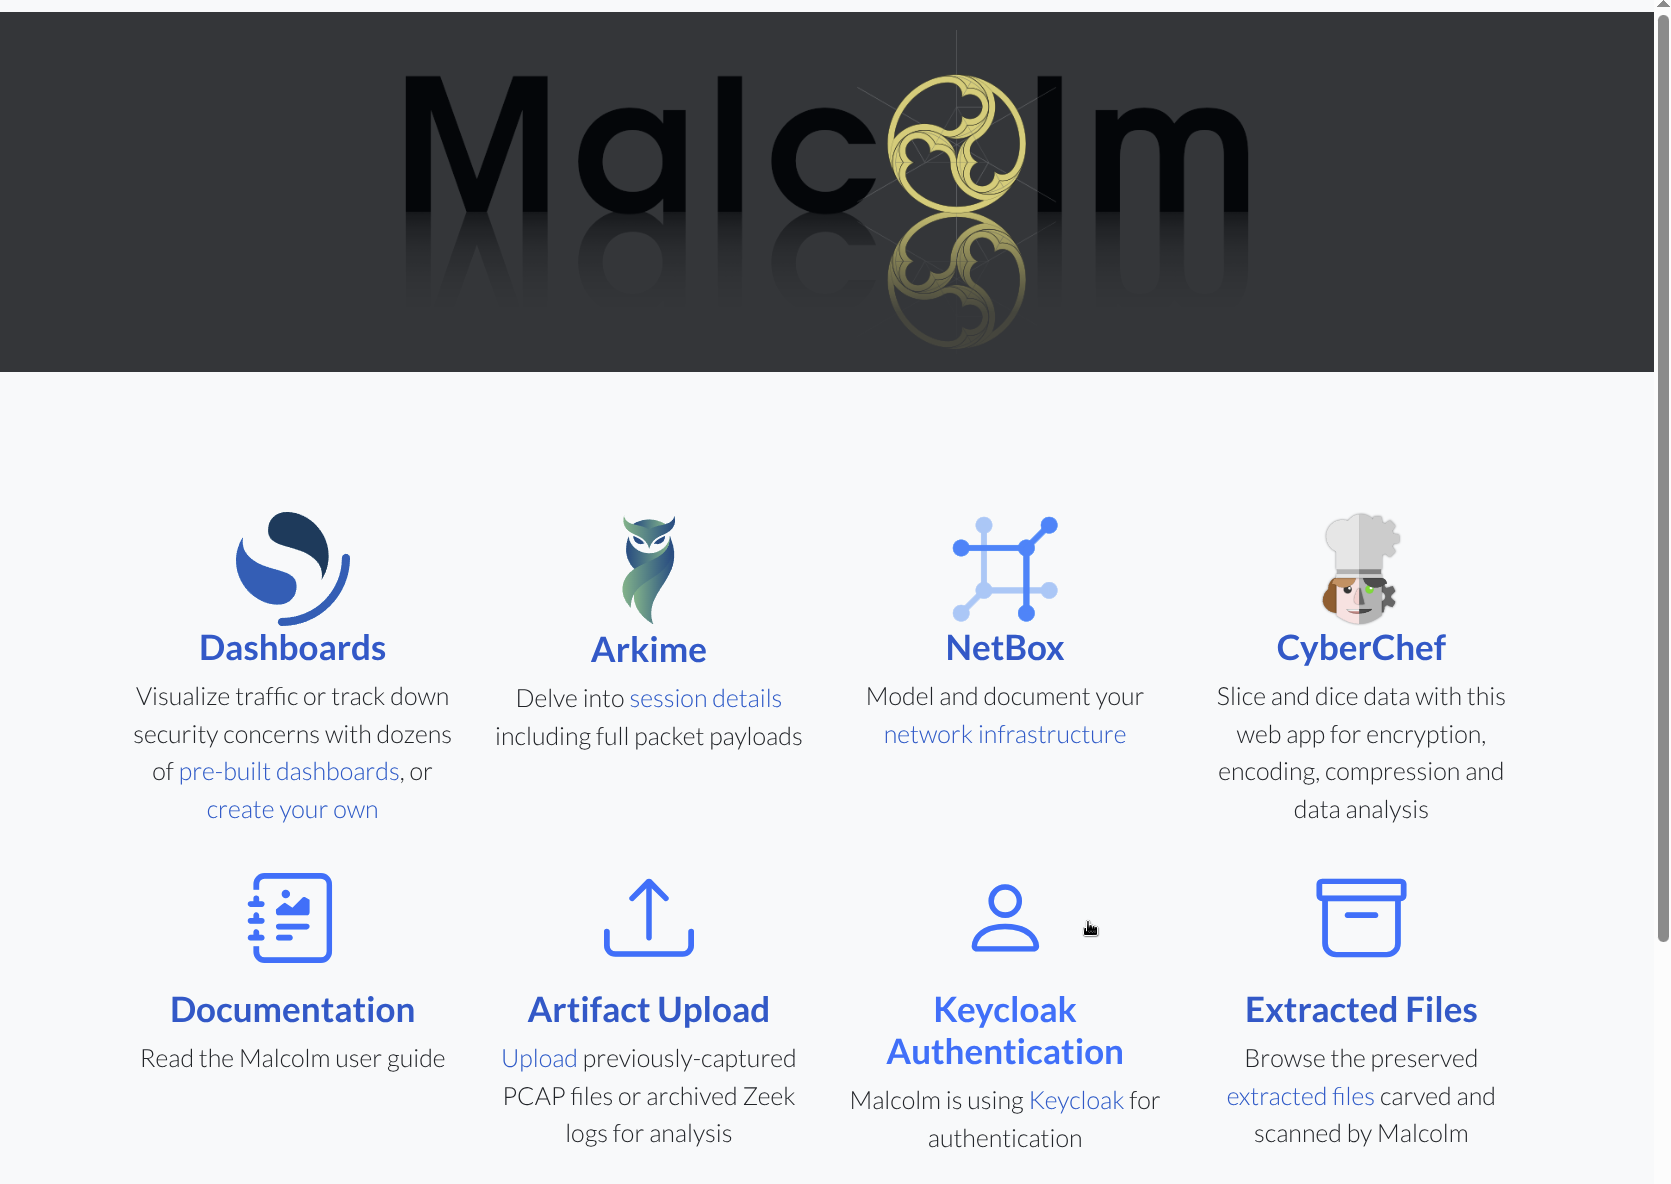 Malcolm
Dashboards
Visualize traffic or track down
security concerns with dozens
of pre-built dashboards, or
create your own
Arkime
Delve into session details
including full packet payloads
NetBox
Model and document your
network infrastructure
CyberChef
Slice and dice data with this
web app for encryption,
encoding, compression and
data analysis
Documentation
Read the Malcolm user guide
Artifact Upload
Upload previously-captured
PCAP files or archived Zeek
logs for analysis
Keycloak
Authentication
Malcolm is using Keycloak for
authentication
Extracted Files
Browse the preserved
extracted files carved and
scanned by Malcolm